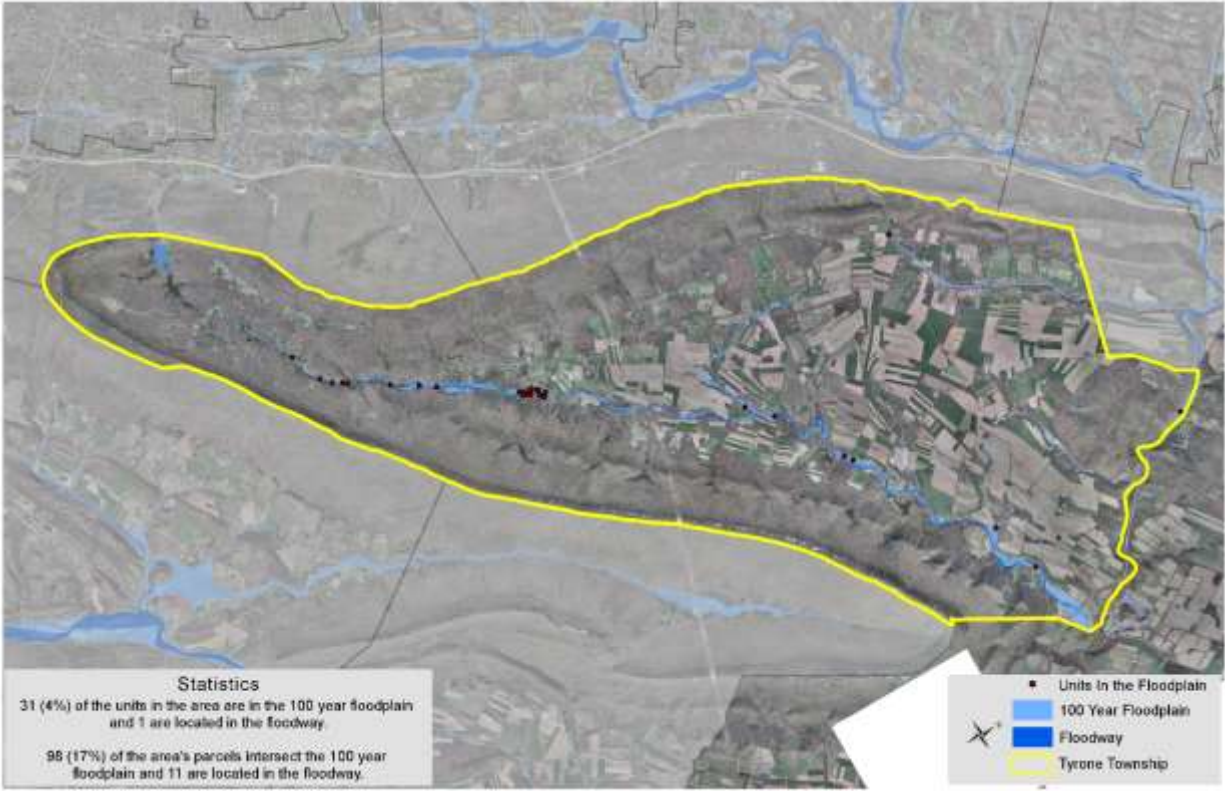 Statistics
31 (4%) of the units in the area are in the 100 year floodplain
and 1 are located in the floodway.
98 (17%) of the area's parcels intersect the 100 year
floodplain and 11 are located in the floodway.
Units In the Floodplain
100 Year Floodplain
Floodway
Tyrone Township